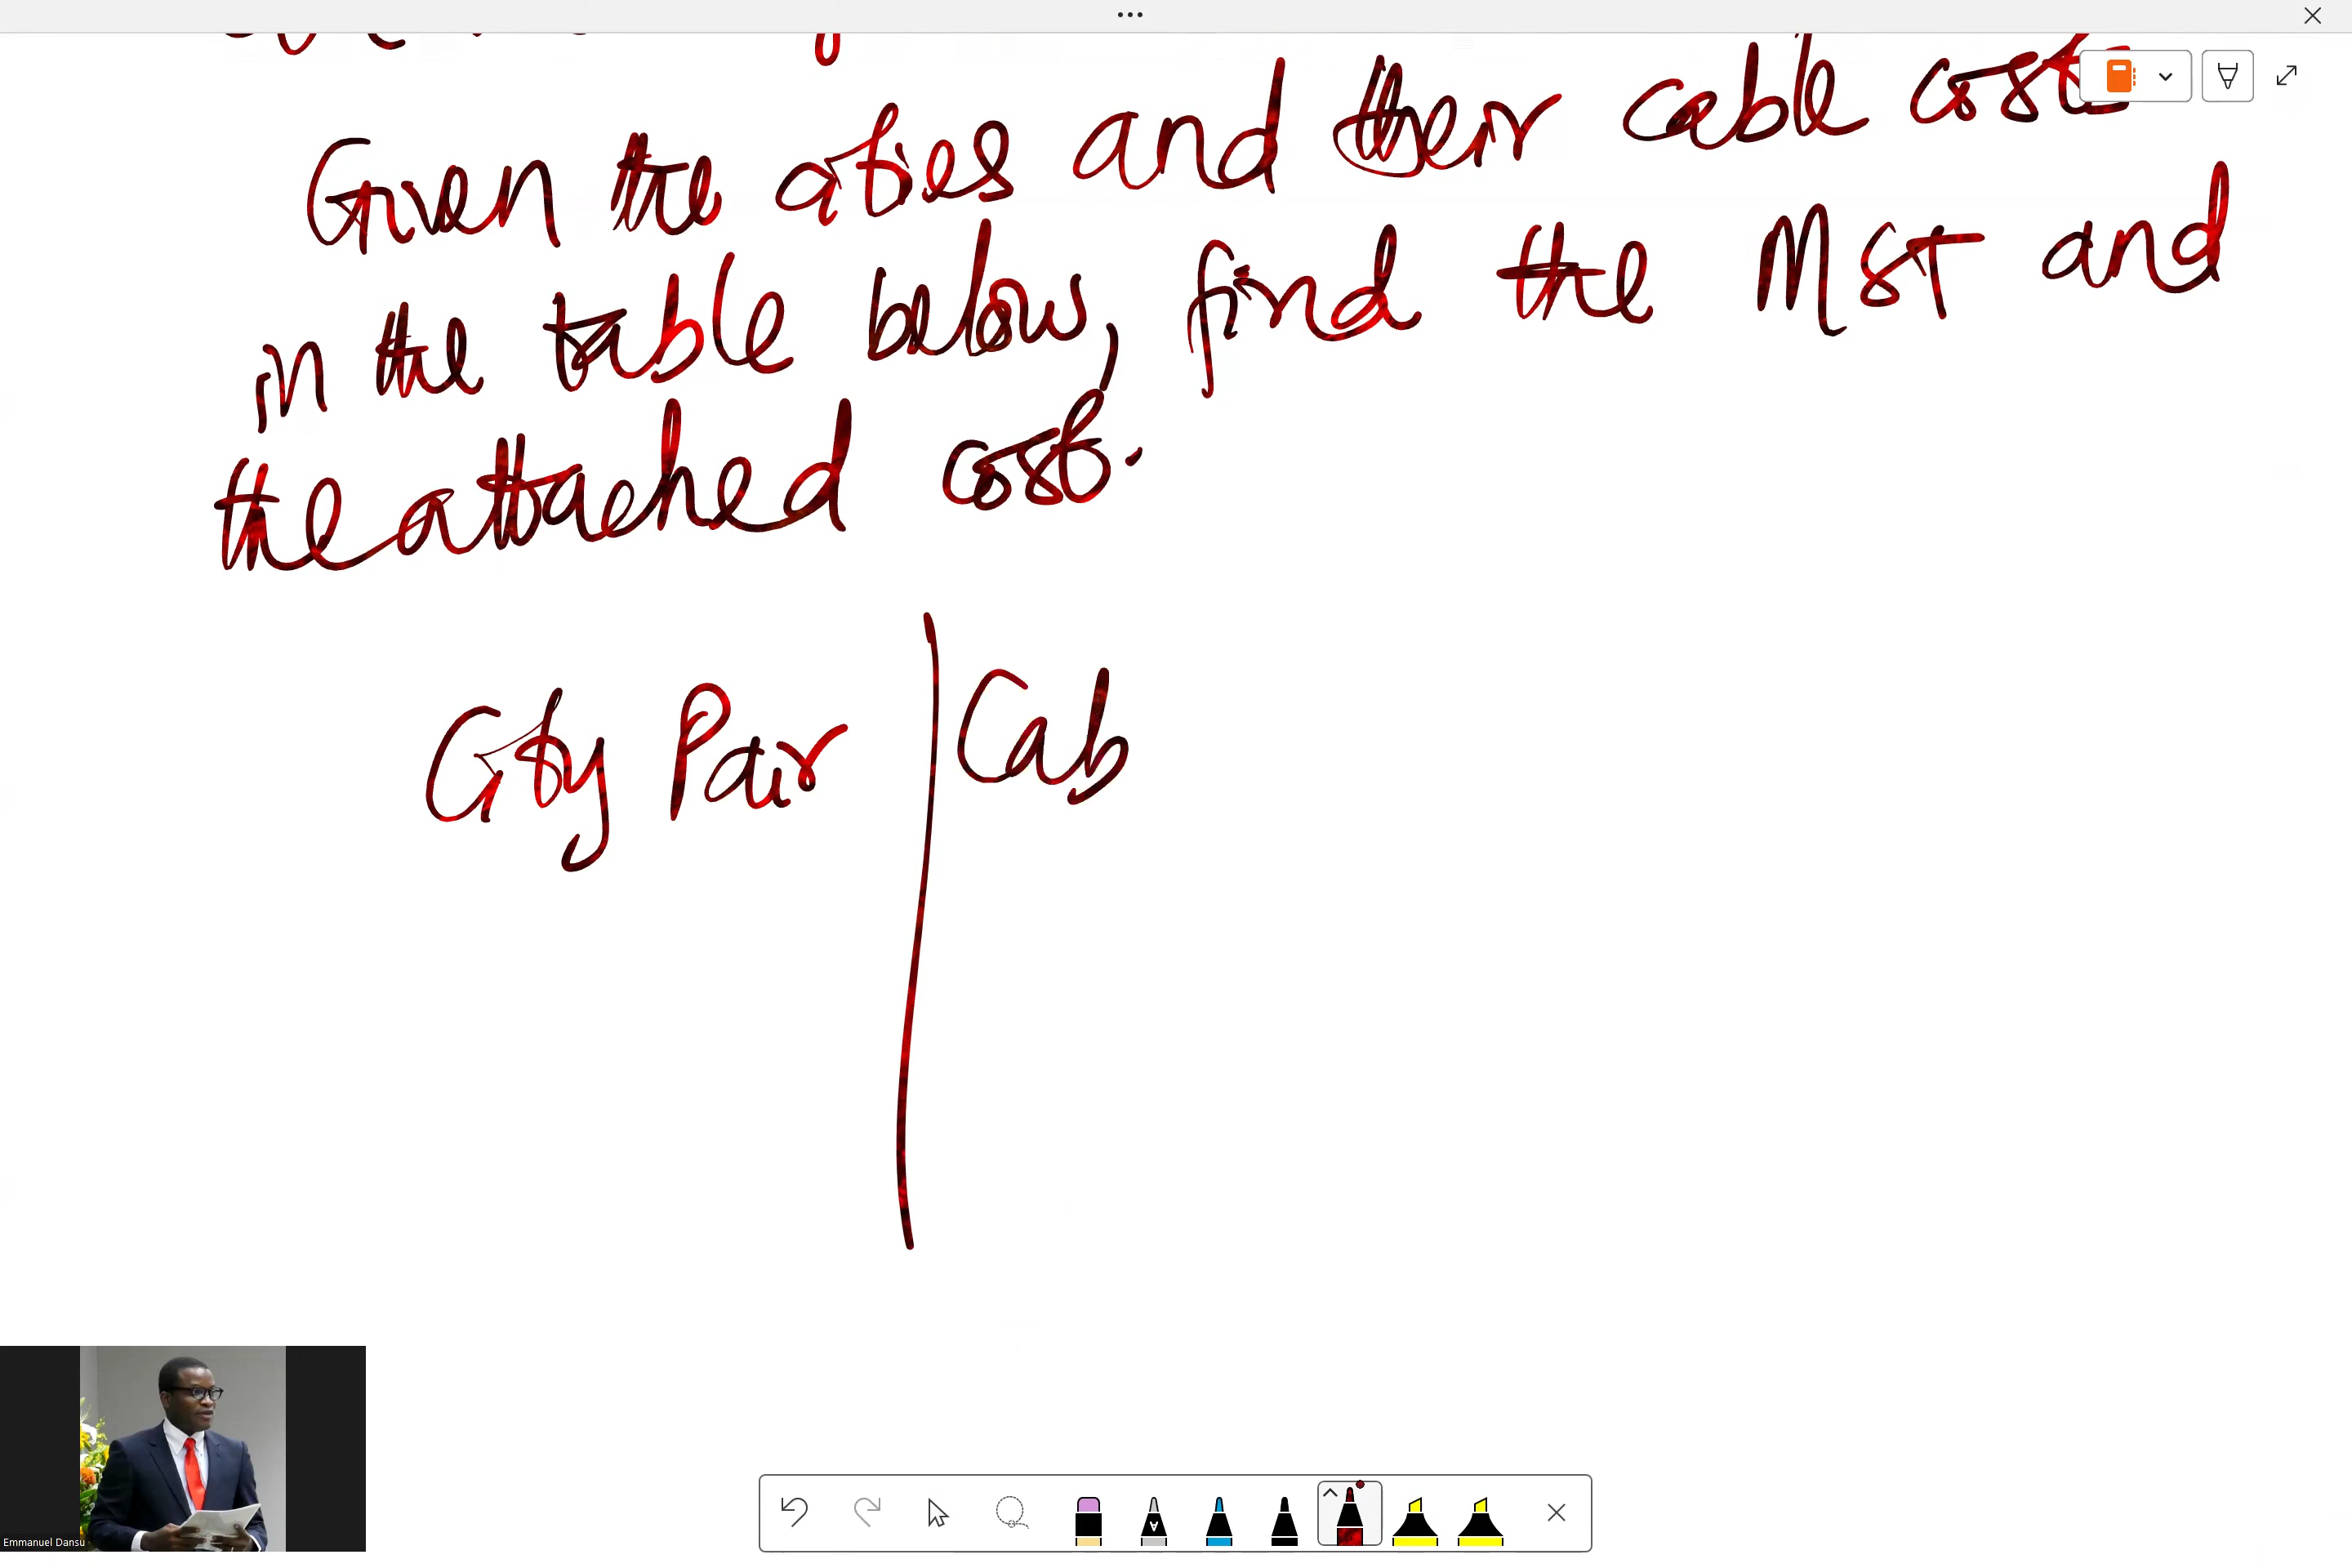 Given the cities and their cable cost
in the table below, find the MST and
the attached cost.
City Pair Cab
Emmanuel Dansu